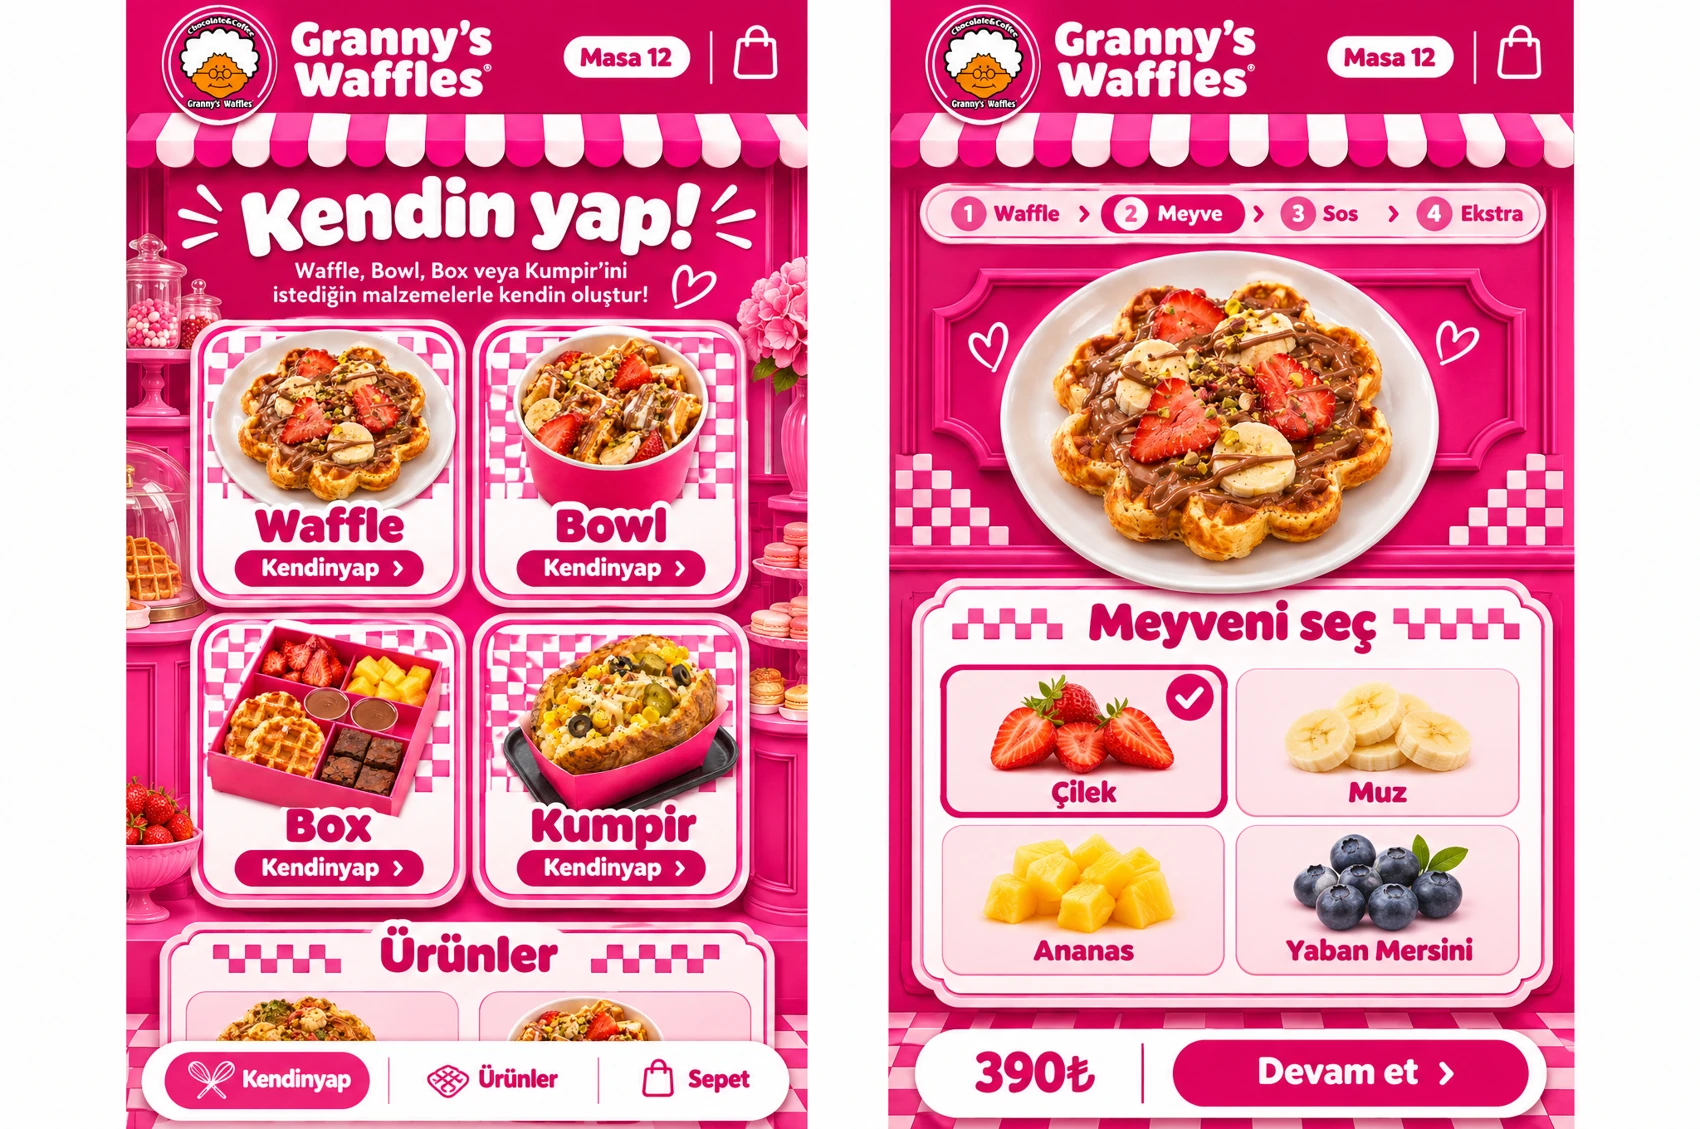 Chocolate&Coffee
Granny's Waffles
Granny's
Waffles®
Masa 12
Kendin yap!
Waffle, Bowl, Box veya Kumpir'ini
istediğin malzemelerle kendin oluştur!
Waffle
Kendinyap >
Bowl
Kendinyap >
Box
Kendinyap >
Kumpir
Kendinyap >
Ürünler
Kendinyap
Ürünler
Sepet
Chocolate&Coffee
Granny's Waffles
Granny's
Waffles®
Masa 12
1 Waffle > 2 Meyve > 3 Sos > 4 Ekstra
Meyveni seç
Çilek
Muz
Ananas
Yaban Mersini
390₺
Devam et >